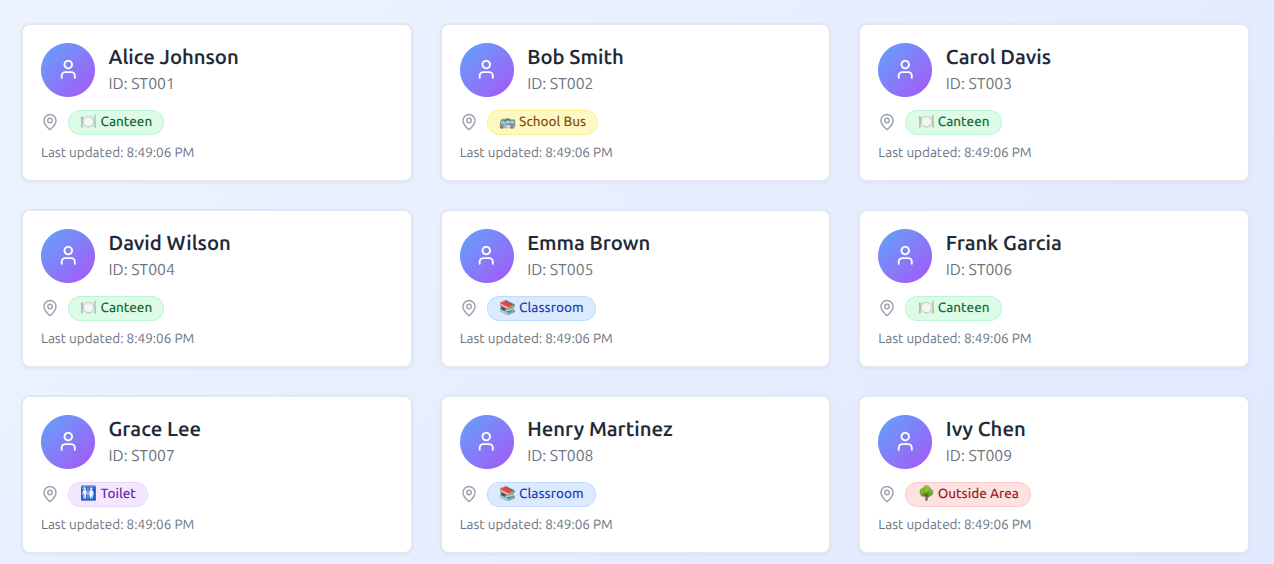 Alice Johnson
ID: ST001
Canteen
Last updated: 8:49:06 PM
Bob Smith
ID: ST002
School Bus
Last updated: 8:49:06 PM
Carol Davis
ID: ST003
Canteen
Last updated: 8:49:06 PM
David Wilson
ID: ST004
Canteen
Last updated: 8:49:06 PM
Emma Brown
ID: ST005
Classroom
Last updated: 8:49:06 PM
Frank Garcia
ID: ST006
Canteen
Last updated: 8:49:06 PM
Grace Lee
ID: ST007
Toilet
Last updated: 8:49:06 PM
Henry Martinez
ID: ST008
Classroom
Last updated: 8:49:06 PM
Ivy Chen
ID: ST009
Outside Area
Last updated: 8:49:06 PM